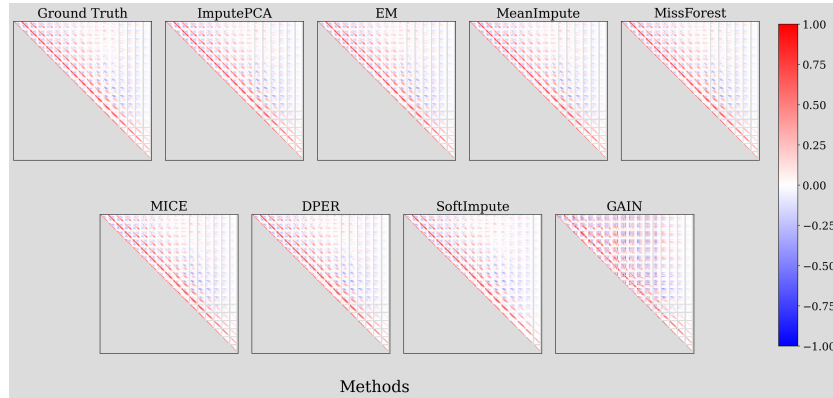 Ground Truth
ImputePCA
EM
MeanImpute
MissForest
MICE
DPER
SoftImpute
GAIN
1.00
0.75
0.50
0.25
0.00
−0.25
−0.50
−0.75
−1.00
Methods